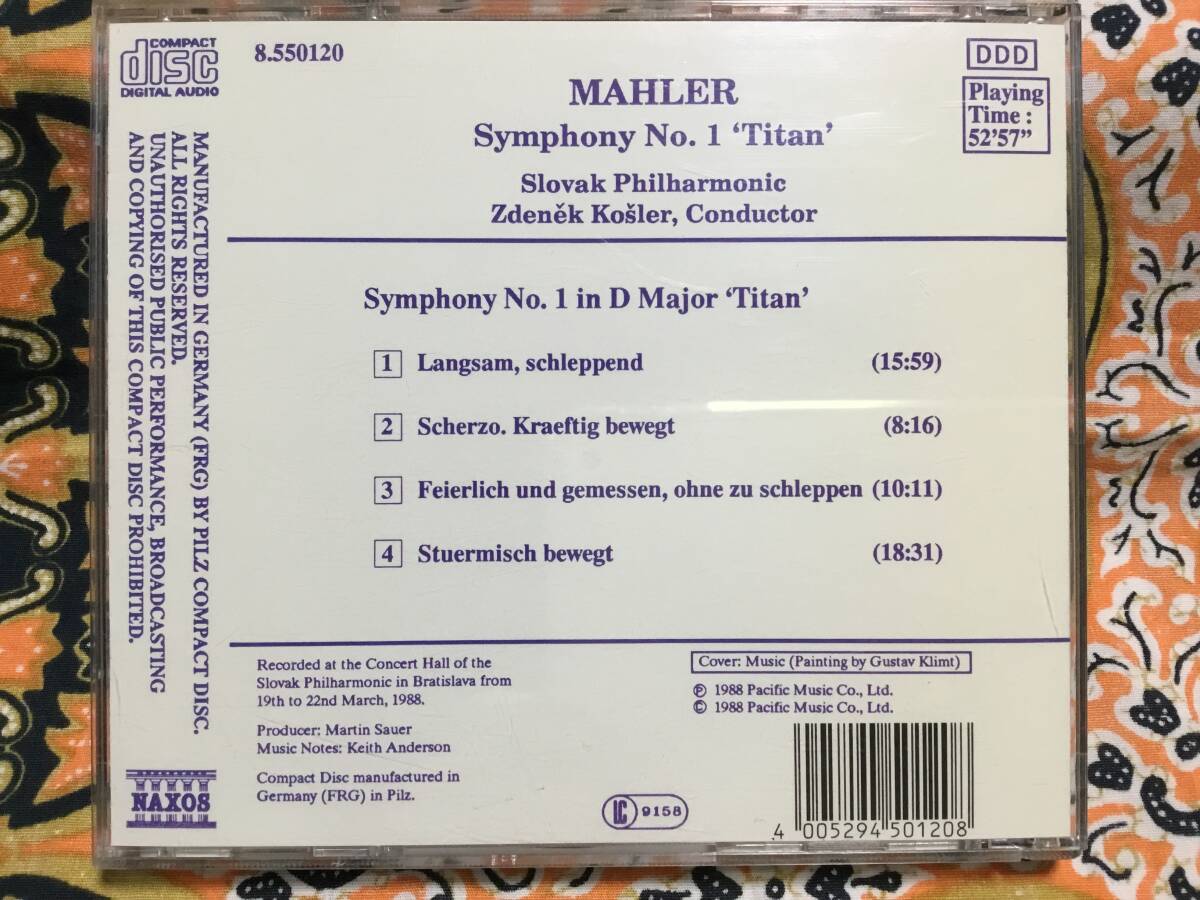 COMPACT
disc
DIGITAL AUDIO
8.550120
DDD
Playing
Time :
52’57”
MAHLER
Symphony No. 1 ‘Titan’
Slovak Philharmonic
Zdeněk Košler, Conductor
MANUFACTURED IN GERMANY (FRG) BY PILZ COMPACT DISC.
ALL RIGHTS RESERVED.
UNAUTHORISED PUBLIC PERFORMANCE, BROADCASTING
AND COPYING OF THIS COMPACT DISC PROHIBITED.
Symphony No. 1 in D Major ‘Titan’
1 Langsam, schleppend (15:59)
2 Scherzo. Kraeftig bewegt (8:16)
3 Feierlich und gemessen, ohne zu schleppen (10:11)
4 Stuermisch bewegt (18:31)
Recorded at the Concert Hall of the
Slovak Philharmonic in Bratislava from
19th to 22nd March, 1988.
Producer: Martin Sauer
Music Notes: Keith Anderson
Compact Disc manufactured in
Germany (FRG) in Pilz.
Cover: Music (Painting by Gustav Klimt)
℗ 1988 Pacific Music Co., Ltd.
© 1988 Pacific Music Co., Ltd.
NAXOS
LC 9158
4 005294 501208